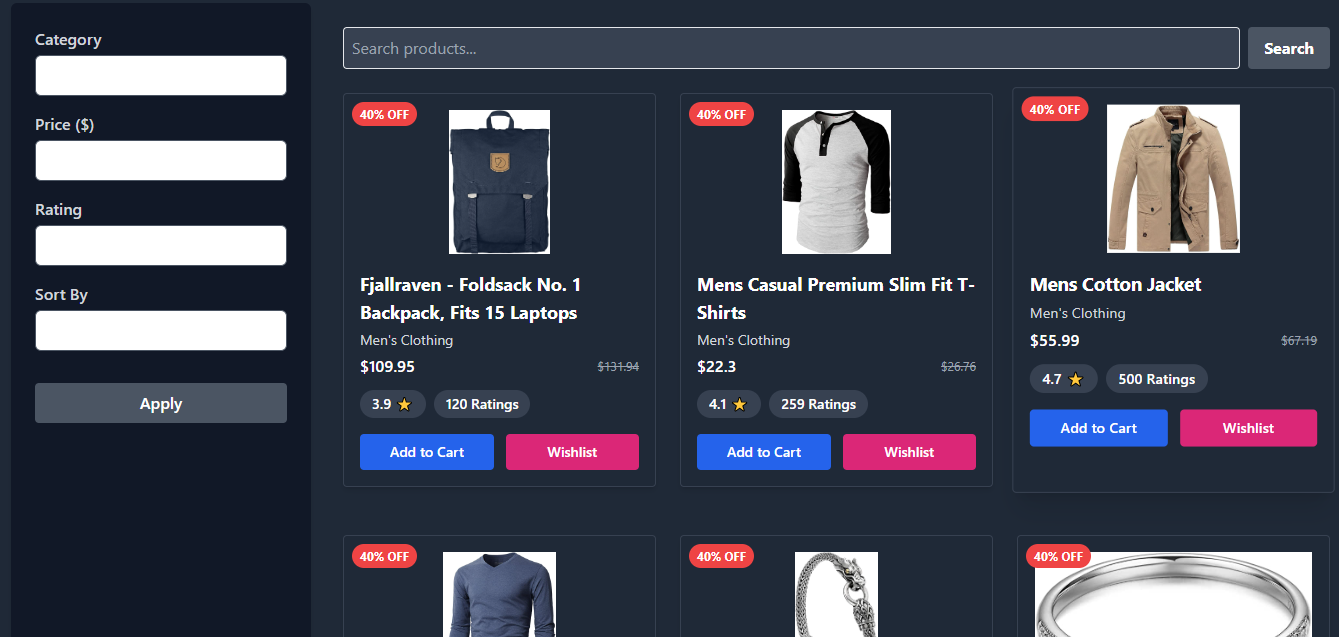 Category
Price ($)
Rating
Sort By
Apply
Search products...
Search
40% OFF
Fjallraven - Foldsack No. 1
Backpack, Fits 15 Laptops
Men's Clothing
$109.95 $131.94
3.9 120 Ratings
Add to Cart Wishlist
40% OFF
Mens Casual Premium Slim Fit T-
Shirts
Men's Clothing
$22.3 $26.76
4.1 259 Ratings
Add to Cart Wishlist
40% OFF
Mens Cotton Jacket
Men's Clothing
$55.99 $67.19
4.7 500 Ratings
Add to Cart Wishlist
40% OFF
40% OFF
40% OFF